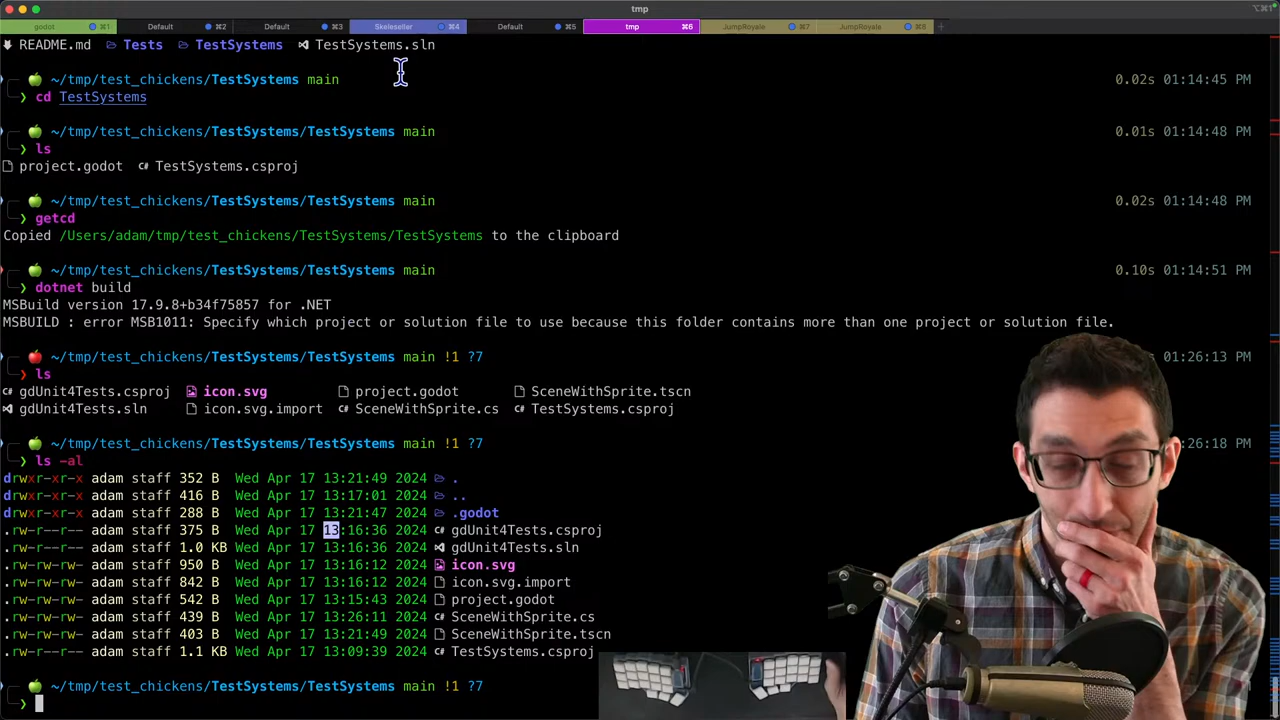 tmp
godot ⌘1 Default ⌘2 Default ⌘3 Skeleseller ⌘4 Default ⌘5 tmp ⌘6 JumpRoyale ⌘7 JumpRoyale ⌘8
README.md Tests TestSystems TestSystems.sln
~/tmp/test_chickens/TestSystems main 0.02s 01:14:45 PM
❯ cd TestSystems
~/tmp/test_chickens/TestSystems/TestSystems main 0.01s 01:14:48 PM
❯ ls
project.godot TestSystems.csproj
~/tmp/test_chickens/TestSystems/TestSystems main 0.02s 01:14:48 PM
❯ getcd
Copied /Users/adam/tmp/test_chickens/TestSystems/TestSystems to the clipboard
~/tmp/test_chickens/TestSystems/TestSystems main 0.10s 01:14:51 PM
❯ dotnet build
MSBuild version 17.9.8+b34f75857 for .NET
MSBUILD : error MSB1011: Specify which project or solution file to use because this folder contains more than one project or solution file.
~/tmp/test_chickens/TestSystems/TestSystems main !1 ?7 01:26:13 PM
❯ ls
gdUnit4Tests.csproj icon.svg project.godot SceneWithSprite.tscn
gdUnit4Tests.sln icon.svg.import SceneWithSprite.cs TestSystems.csproj
~/tmp/test_chickens/TestSystems/TestSystems main !1 ?7 :26:18 PM
❯ ls -al
drwxr-xr-x adam staff 352 B Wed Apr 17 13:21:49 2024 .
drwxr-xr-x adam staff 416 B Wed Apr 17 13:17:01 2024 ..
drwxr-xr-x adam staff 288 B Wed Apr 17 13:21:47 2024 .godot
.rw-r--r-- adam staff 375 B Wed Apr 17 13:16:36 2024 gdUnit4Tests.csproj
.rw-r--r-- adam staff 1.0 KB Wed Apr 17 13:16:36 2024 gdUnit4Tests.sln
.rw-r--r-- adam staff 950 B Wed Apr 17 13:16:12 2024 icon.svg
.rw-r--r-- adam staff 842 B Wed Apr 17 13:16:12 2024 icon.svg.import
.rw-r--r-- adam staff 542 B Wed Apr 17 13:15:43 2024 project.godot
.rw-r--r-- adam staff 439 B Wed Apr 17 13:26:11 2024 SceneWithSprite.cs
.rw-r--r-- adam staff 403 B Wed Apr 17 13:21:49 2024 SceneWithSprite.tscn
.rw-r--r-- adam staff 1.1 KB Wed Apr 17 13:09:39 2024 TestSystems.csproj
~/tmp/test_chickens/TestSystems/TestSystems main !1 ?7
❯